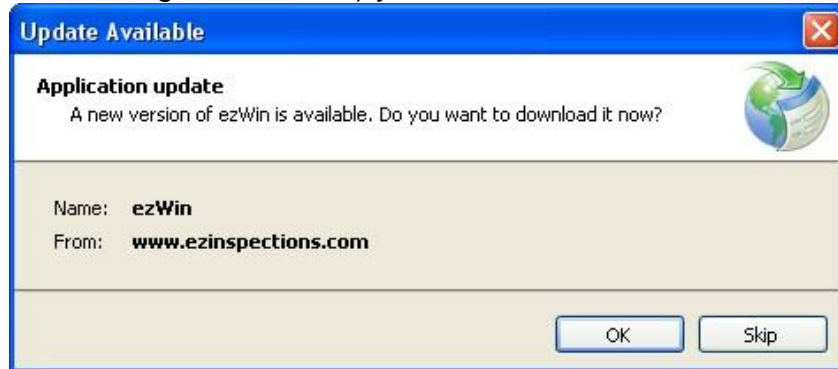 Update Available
Application update
A new version of ezWin is available. Do you want to download it now?
Name: ezWin
From: www.ezinspections.com
OK Skip